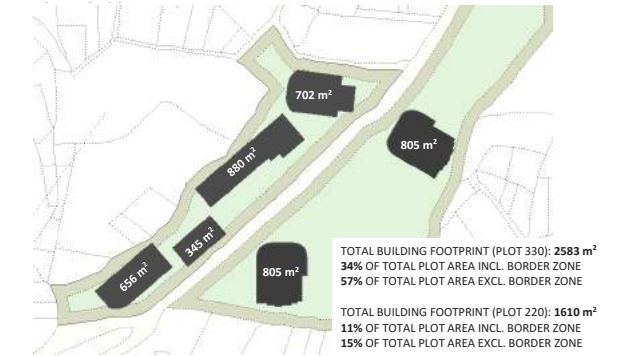 702 m²
805 m²
880 m²
345 m²
656 m²
805 m²
TOTAL BUILDING FOOTPRINT (PLOT 330): 2583 m²
34% OF TOTAL PLOT AREA INCL. BORDER ZONE
57% OF TOTAL PLOT AREA EXCL. BORDER ZONE
TOTAL BUILDING FOOTPRINT (PLOT 220): 1610 m²
11% OF TOTAL PLOT AREA INCL. BORDER ZONE
15% OF TOTAL PLOT AREA EXCL. BORDER ZONE